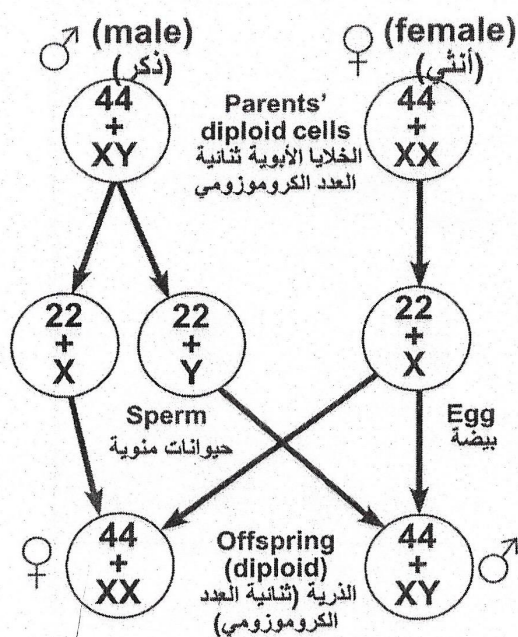 ♂ (male)
(ذكر)
♀ (female)
(أنثي)
44
+
XY
Parents'
diploid cells
الخلايا الأبوية ثنائية
العدد الكروموزومي
44
+
XX
22
+
X
22
+
Y
22
+
X
Sperm
حيوانات منوية
Egg
بيضة
♀
44
+
XX
Offspring
(diploid)
الذرية (ثنائية العدد
الكروموزومي)
44
+
XY
♂